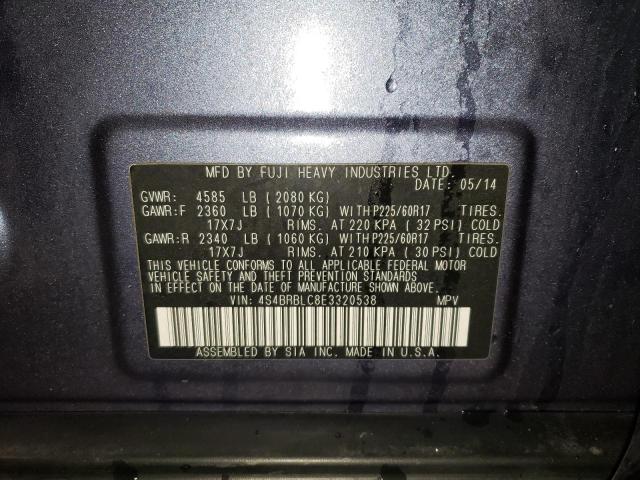 MFD BY FUJI HEAVY INDUSTRIES LTD.
DATE: 05/14
GVWR: 4585 LB ( 2080 KG)
GAWR:F 2360 LB ( 1070 KG) WITH P225/60R17 TIRES.
17X7J RIMS. AT 220 KPA ( 32 PSI) COLD
GAWR:R 2340 LB ( 1060 KG) WITH P225/60R17 TIRES.
17X7J RIMS. AT 210 KPA ( 30 PSI) COLD
THIS VEHICLE CONFORMS TO ALL APPLICABLE FEDERAL MOTOR
VEHICLE SAFETY AND THEFT PREVENTION STANDARDS
IN EFFECT ON THE DATE OF MANUFACTURE SHOWN ABOVE.
VIN: 4S4BRBLC8E3320538 MPV
ASSEMBLED BY SIA INC. MADE IN U.S.A.